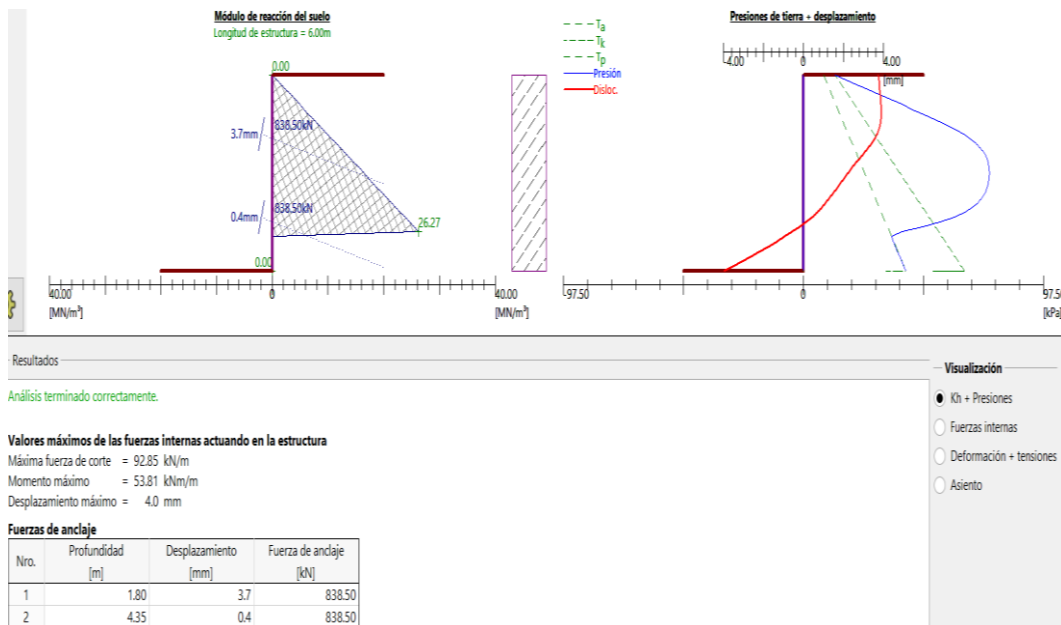 Módulo de reacción del suelo
Longitud de estructura = 6.00m
0.00
838.50kN
3.7mm
838.50kN
0.4mm
26.27
0.00
40.00
0
40.00
[MN/m³]
[MN/m³]
Tₐ
Tₖ
Tₚ
Presión
Disloc.
Presiones de tierra + desplazamiento
-4.00
0
4.00
[mm]
-97.50
0
97.50
[kPa]
Resultados
Análisis terminado correctamente.
Valores máximos de las fuerzas internas actuando en la estructura
Máxima fuerza de corte = 92.85 kN/m
Momento máximo = 53.81 kNm/m
Desplazamiento máximo = 4.0 mm
Fuerzas de anclaje
Nro. Profundidad Desplazamiento Fuerza de anclaje
[m] [mm] [kN]
1 1.80 3.7 838.50
2 4.35 0.4 838.50
Visualización
Kh + Presiones
Fuerzas internas
Deformación + tensiones
Asiento